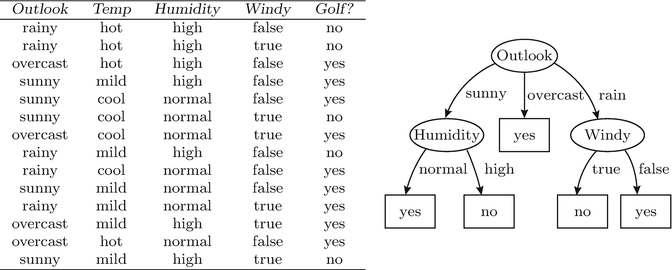 Outlook Temp Humidity Windy Golf?
rainy hot high false no
rainy hot high true no
overcast hot high false yes
sunny mild high false yes
sunny cool normal false yes
sunny cool normal true no
overcast cool normal true yes
rainy mild high false no
rainy cool normal false yes
sunny mild normal false yes
rainy mild normal true yes
overcast mild high true yes
overcast hot normal false yes
sunny mild high true no
Outlook
sunny overcast rain
Humidity yes Windy
normal high true false
yes no no yes